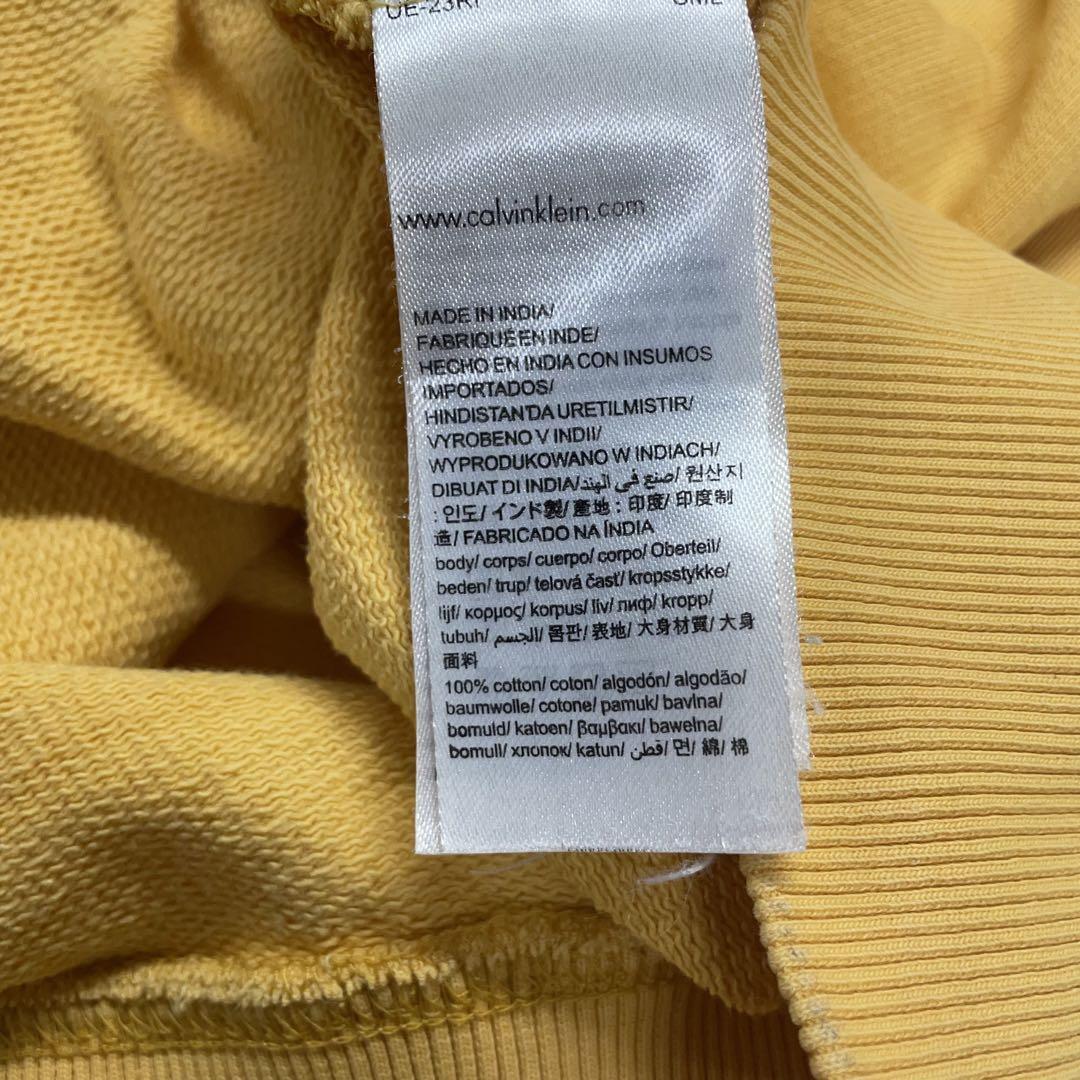 www.calvinklein.com
MADE IN INDIA/
FABRIQUÉ EN INDE/
HECHO EN INDIA CON INSUMOS
IMPORTADOS/
HINDISTAN'DA URETILMISTIR/
VYROBENO V INDII/
WYPRODUKOWANO W INDIACH/
DIBUAT DI INDIA/صنع في الهند/ 원산지
: 인도/ インド製/ 產地 : 印度/ 印度制
造/ FABRICADO NA ÍNDIA
body/ corps/ cuerpo/ corpo/ Oberteil/
beden/ trup/ telová časť/ kropsstykke/
lijf/ κορμος/ korpus/ liv/ лиф/ kropp/
tubuh/ الجسم/ 몸판/ 表地/ 大身材質/ 大身
面料
100% cotton/ coton/ algodón/ algodão/
baumwolle/ cotone/ pamuk/ bavlna/
bomuld/ katoen/ βαμβακι/ bawełna/
bomull/ хлопок/ katun/ قطن/ 면/ 綿/ 棉